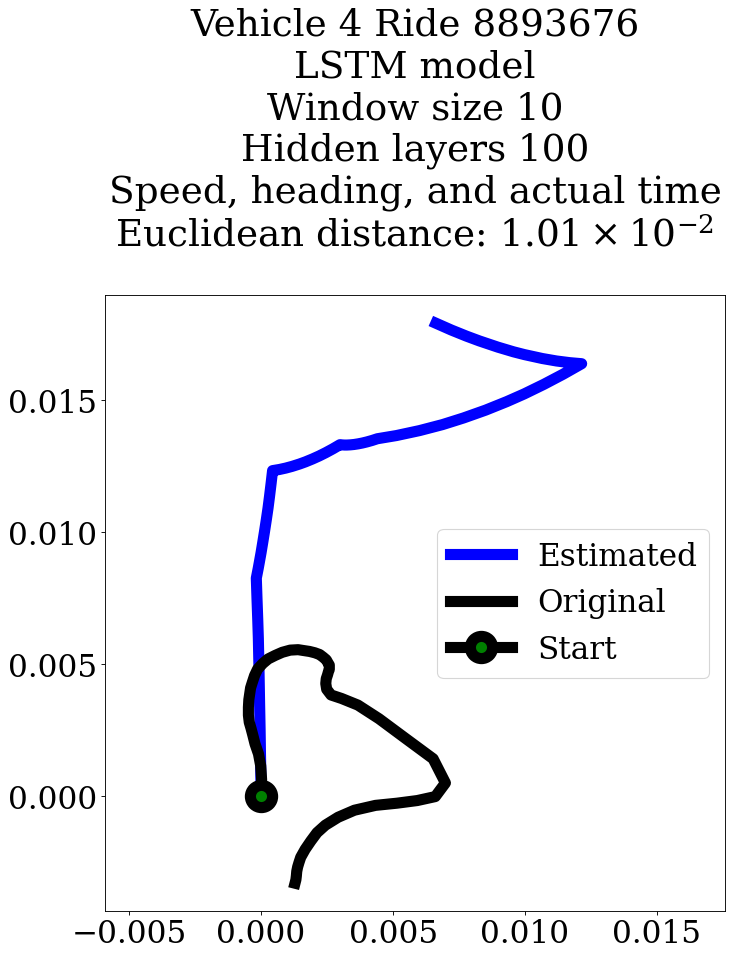 Vehicle 4 Ride 8893676
LSTM model
Window size 10
Hidden layers 100
Speed, heading, and actual time
Euclidean distance: 1.01 × 10⁻²
0.015
0.010
Estimated
Original
0.005
Start
0.000
−0.005 0.000 0.005 0.010 0.015